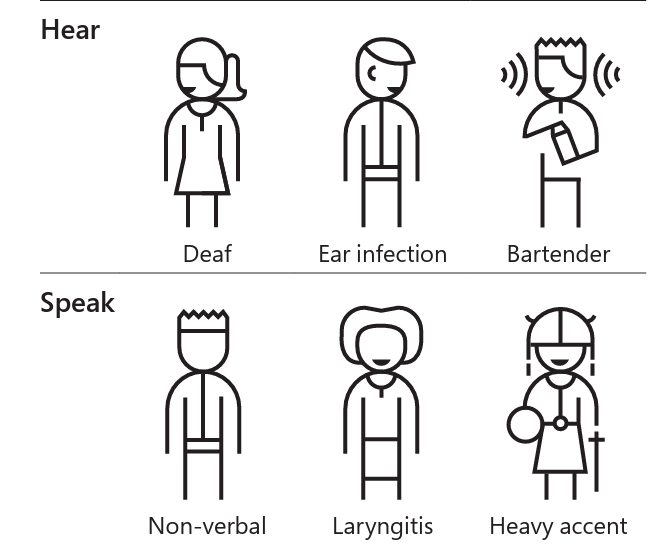 Hear
Deaf
Ear infection
Bartender
Speak
Non-verbal
Laryngitis
Heavy accent